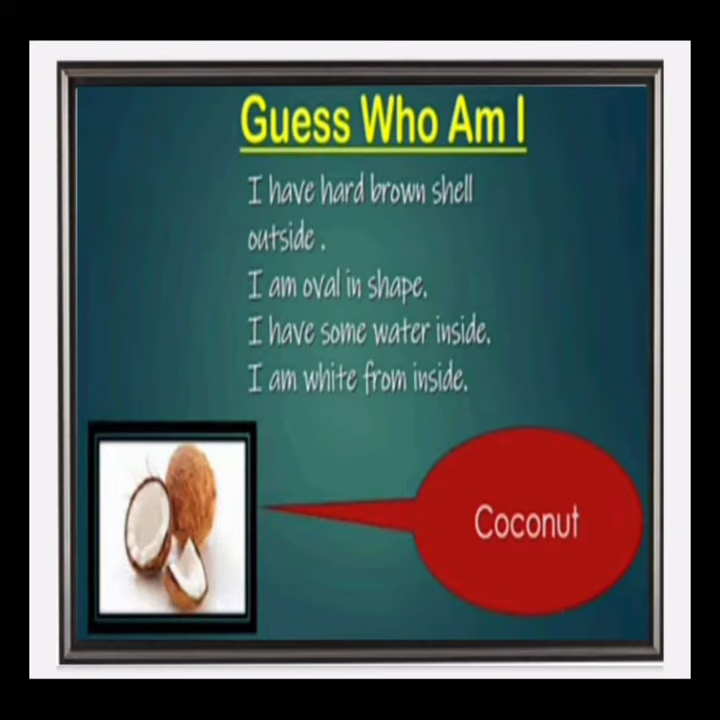 Guess Who Am I
I have hard brown shell
outside .
I am oval in shape.
I have some water inside.
I am white from inside.
Coconut